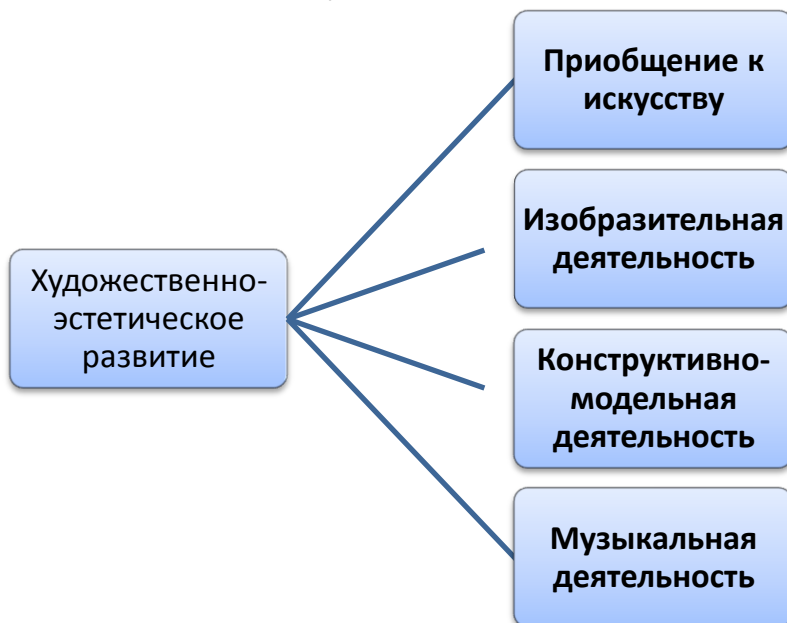 Приобщение к
искусству
Изобразительная
деятельность
Художественно-
эстетическое
развитие
Конструктивно-
модельная
деятельность
Музыкальная
деятельность